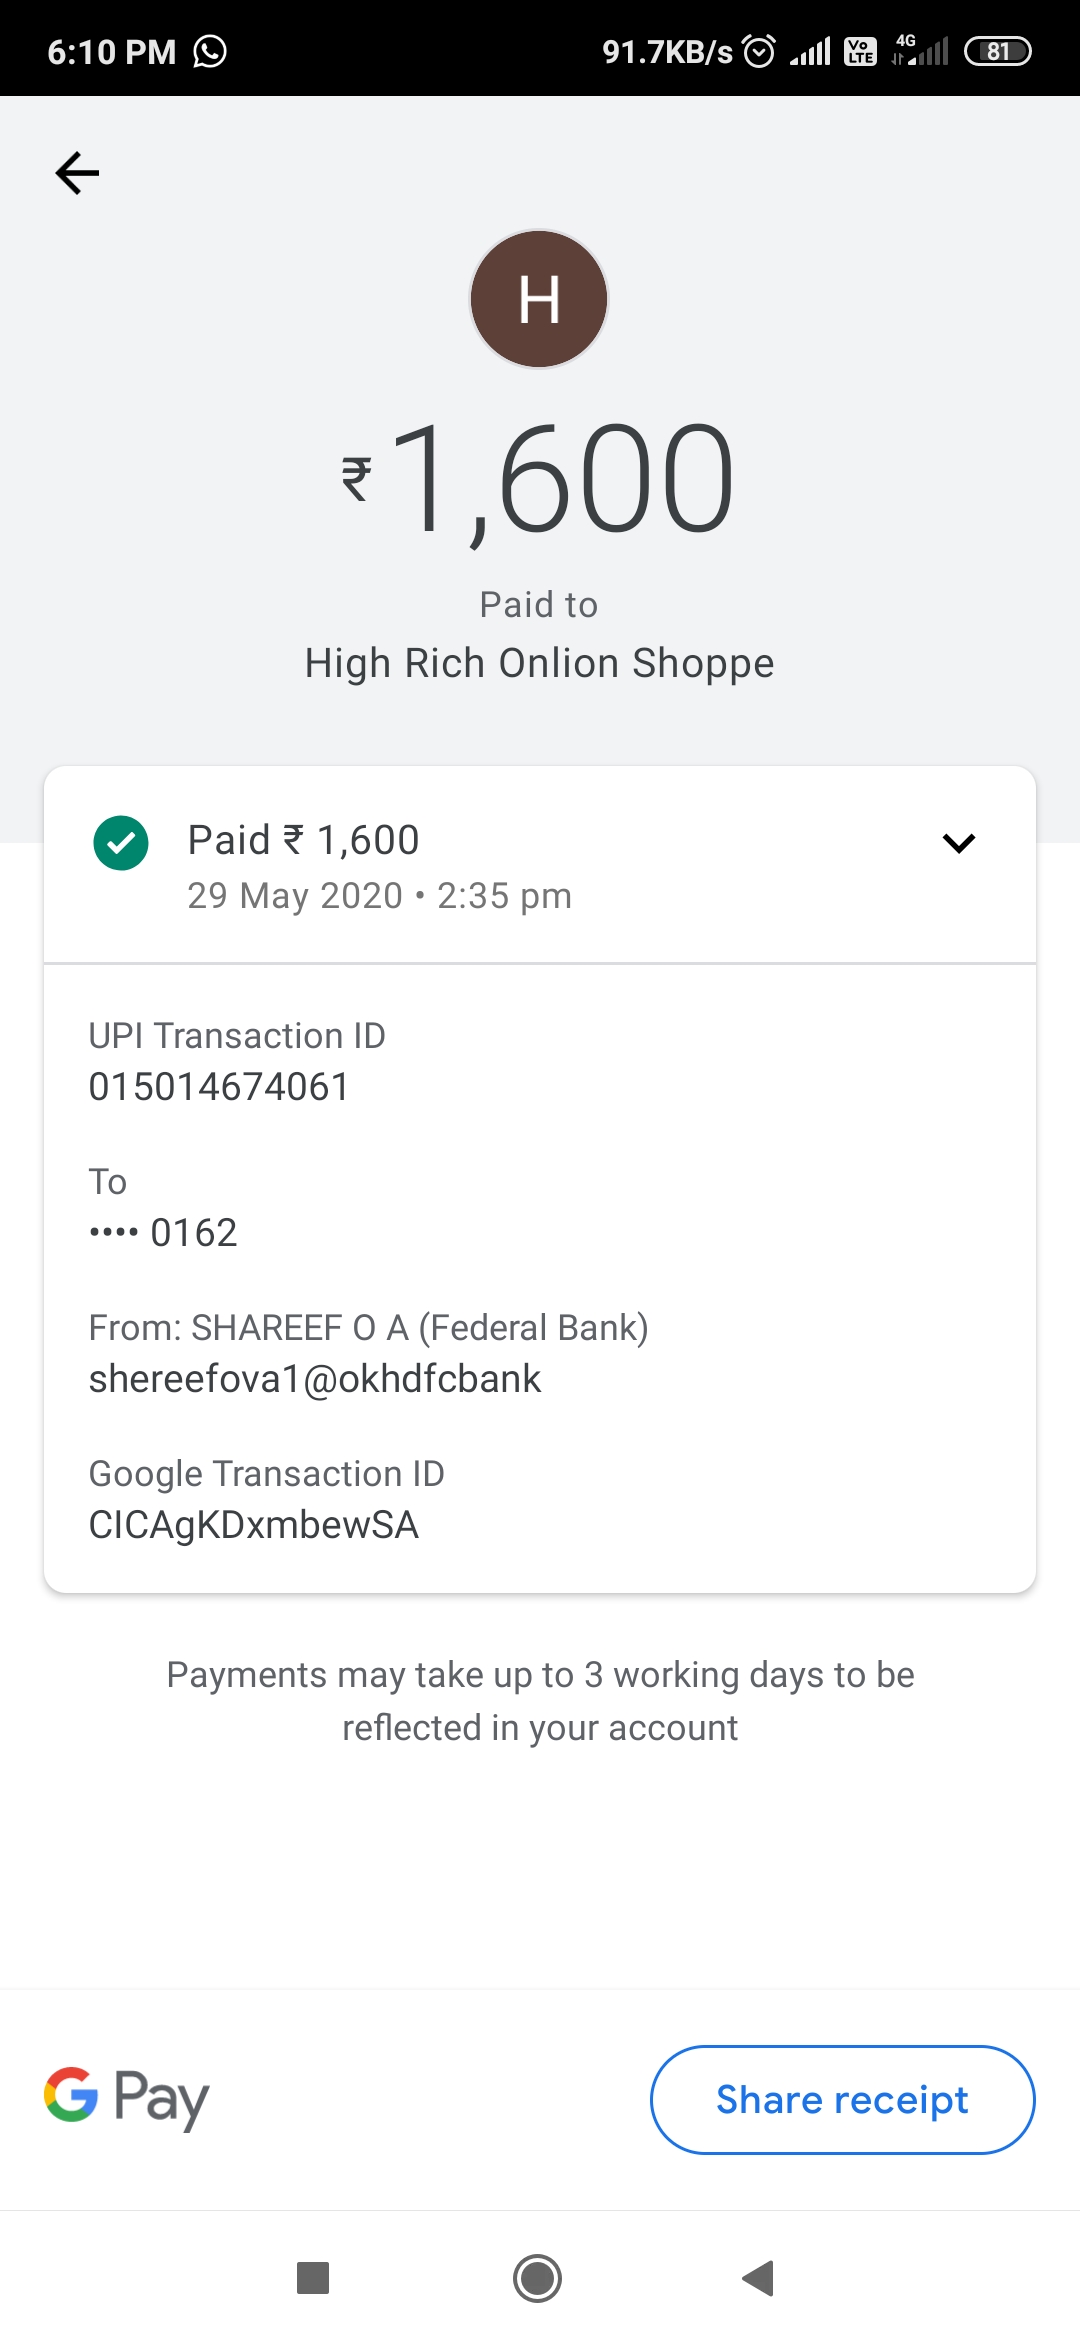 6:10 PM 91.7KB/s Vo LTE 4G 81
H
₹1,600
Paid to
High Rich Onlion Shoppe
Paid ₹ 1,600
29 May 2020 • 2:35 pm
UPI Transaction ID
015014674061
To
•••• 0162
From: SHAREEF O A (Federal Bank)
shereefova1@okhdfcbank
Google Transaction ID
CICAgKDxmbewSA
Payments may take up to 3 working days to be
reflected in your account
G Pay
Share receipt